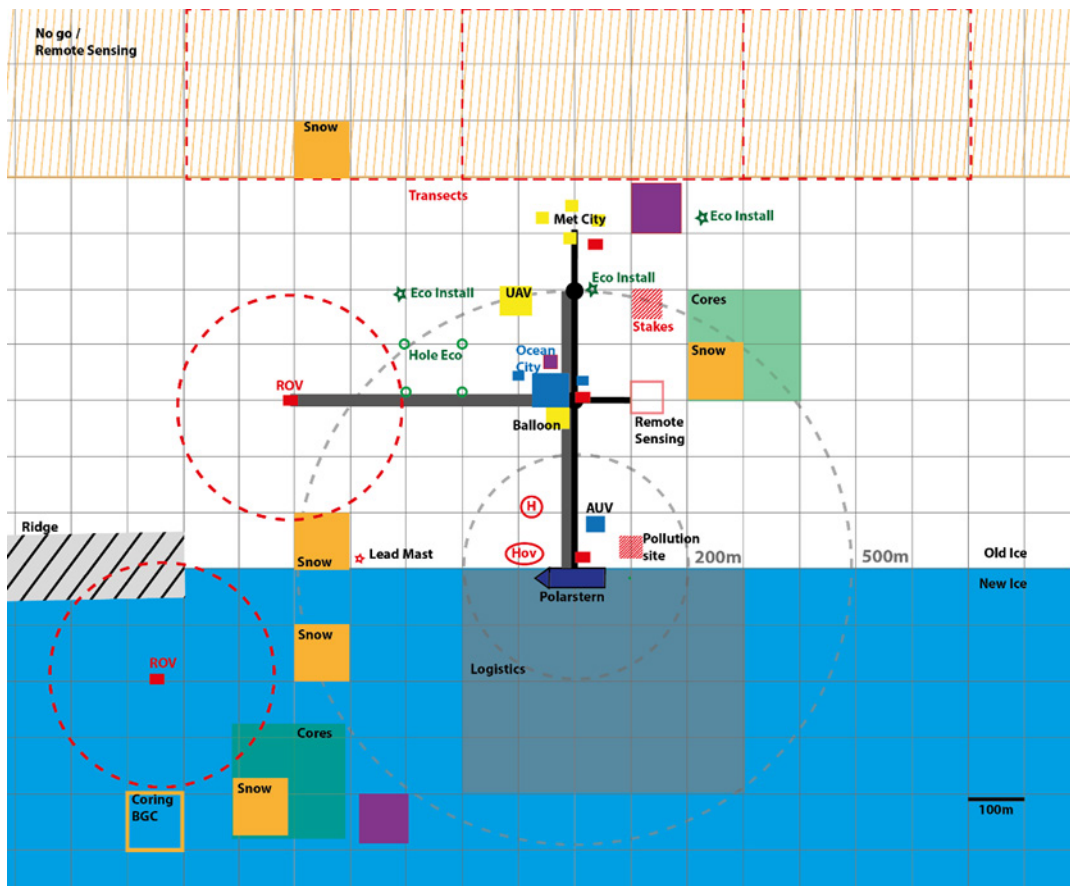 No go /
Remote Sensing
Snow
Transects
Met City
Eco Install
Eco Install
Eco Install
UAV
Cores
Stakes
Hole Eco
Ocean
City
Snow
ROV
Balloon
Remote
Sensing
H
AUV
Ridge
Lead Mast
Hov
Pollution
site
200m
500m
Old Ice
Snow
New Ice
Polarstern
Snow
ROV
Logistics
Cores
Snow
Coring
BGC
100m